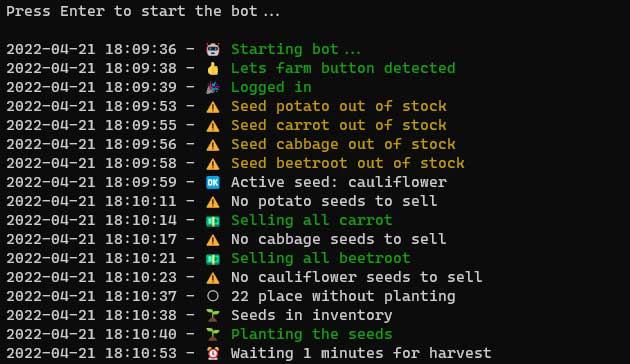 Press Enter to start the bot...
2022-04-21 18:09:36 - 🤖 Starting bot...
2022-04-21 18:09:38 - 👍 Lets farm button detected
2022-04-21 18:09:39 - 🎉 Logged in
2022-04-21 18:09:53 - ⚠️ Seed potato out of stock
2022-04-21 18:09:55 - ⚠️ Seed carrot out of stock
2022-04-21 18:09:56 - ⚠️ Seed cabbage out of stock
2022-04-21 18:09:58 - ⚠️ Seed beetroot out of stock
2022-04-21 18:09:59 - 🆗 Active seed: cauliflower
2022-04-21 18:10:11 - ⚠️ No potato seeds to sell
2022-04-21 18:10:14 - 💵 Selling all carrot
2022-04-21 18:10:17 - ⚠️ No cabbage seeds to sell
2022-04-21 18:10:21 - 💵 Selling all beetroot
2022-04-21 18:10:23 - ⚠️ No cauliflower seeds to sell
2022-04-21 18:10:37 - ⚪ 22 place without planting
2022-04-21 18:10:38 - 🌱 Seeds in inventory
2022-04-21 18:10:40 - 🌱 Planting the seeds
2022-04-21 18:10:53 - ⏰ Waiting 1 minutes for harvest